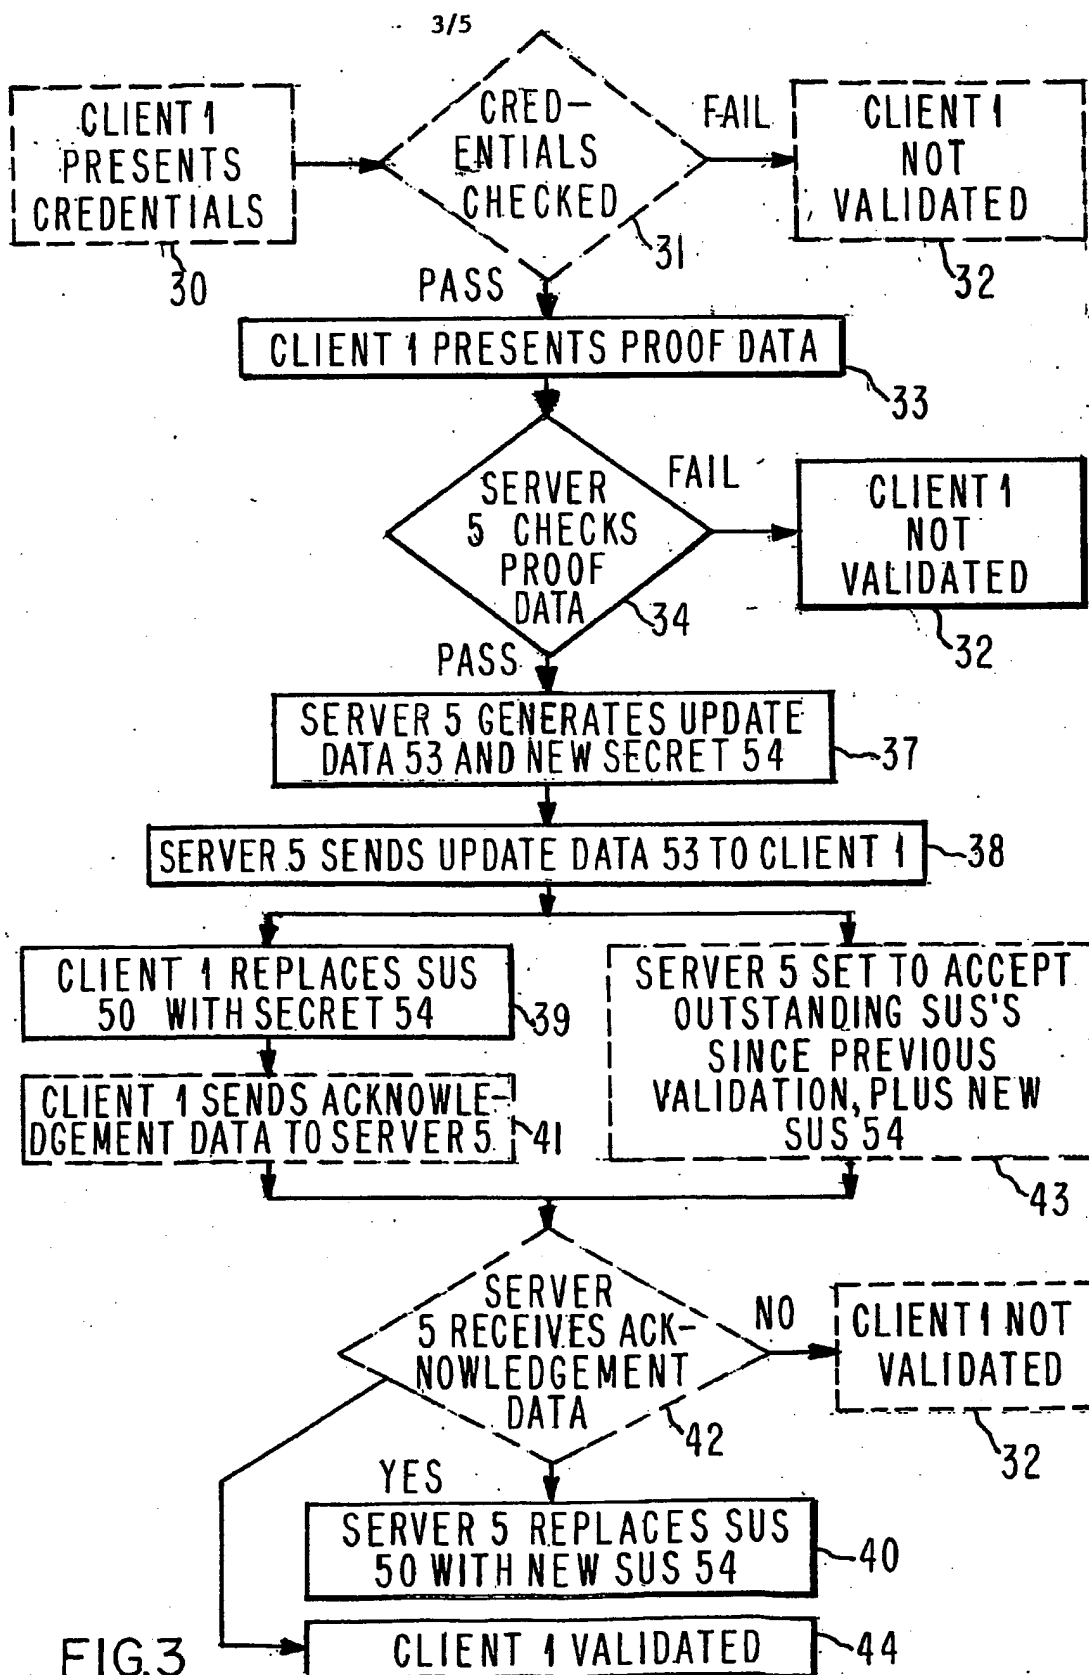 3/5
CLIENT 1
PRESENTS
CREDENTIALS
30
CRED-
ENTIALS
CHECKED
31
FAIL
CLIENT 1
NOT
VALIDATED
32
PASS
CLIENT 1 PRESENTS PROOF DATA
33
SERVER
5 CHECKS
PROOF
DATA
34
FAIL
CLIENT 1
NOT
VALIDATED
32
PASS
SERVER 5 GENERATES UPDATE
DATA 53 AND NEW SECRET 54
37
SERVER 5 SENDS UPDATE DATA 53 TO CLIENT 1
38
CLIENT 1 REPLACES SUS
50 WITH SECRET 54
39
CLIENT 1 SENDS ACKNOWLE-
DGEMENT DATA TO SERVER 5
41
SERVER 5 SET TO ACCEPT
OUTSTANDING SUS'S
SINCE PREVIOUS
VALIDATION, PLUS NEW
SUS 54
43
SERVER
5 RECEIVES ACK-
NOWLEDGEMENT
DATA
42
NO
CLIENT 1 NOT
VALIDATED
32
YES
SERVER 5 REPLACES SUS
50 WITH NEW SUS 54
40
CLIENT 1 VALIDATED
44
FIG.3